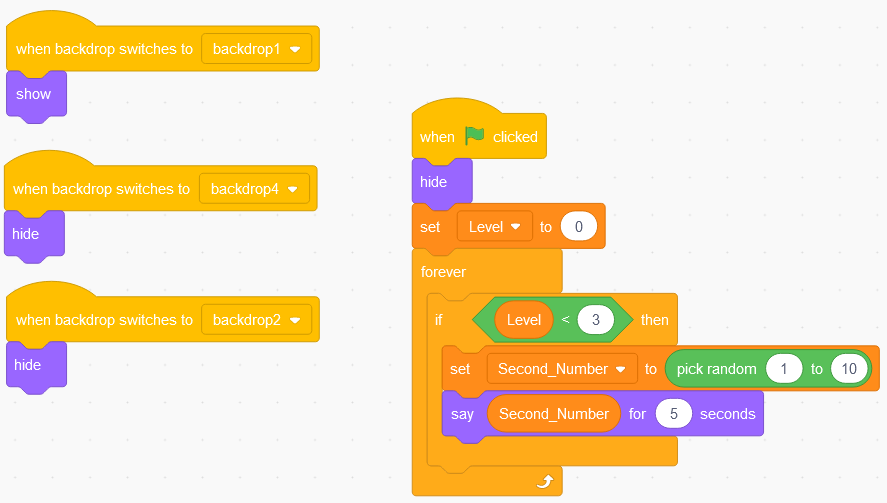 when backdrop switches to backdrop1
show
when backdrop switches to backdrop4
hide
when backdrop switches to backdrop2
hide
when clicked
hide
set Level to 0
forever
if Level < 3 then
set Second_Number to pick random 1 to 10
say Second_Number for 5 seconds